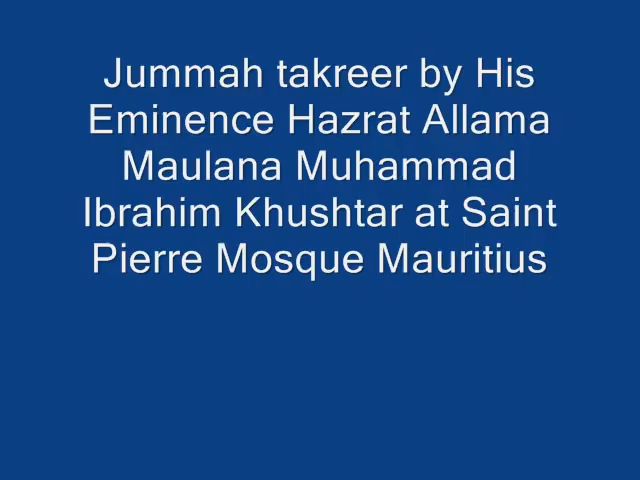 Jummah takreer by His
Eminence Hazrat Allama
Maulana Muhammad
Ibrahim Khushtar at Saint
Pierre Mosque Mauritius